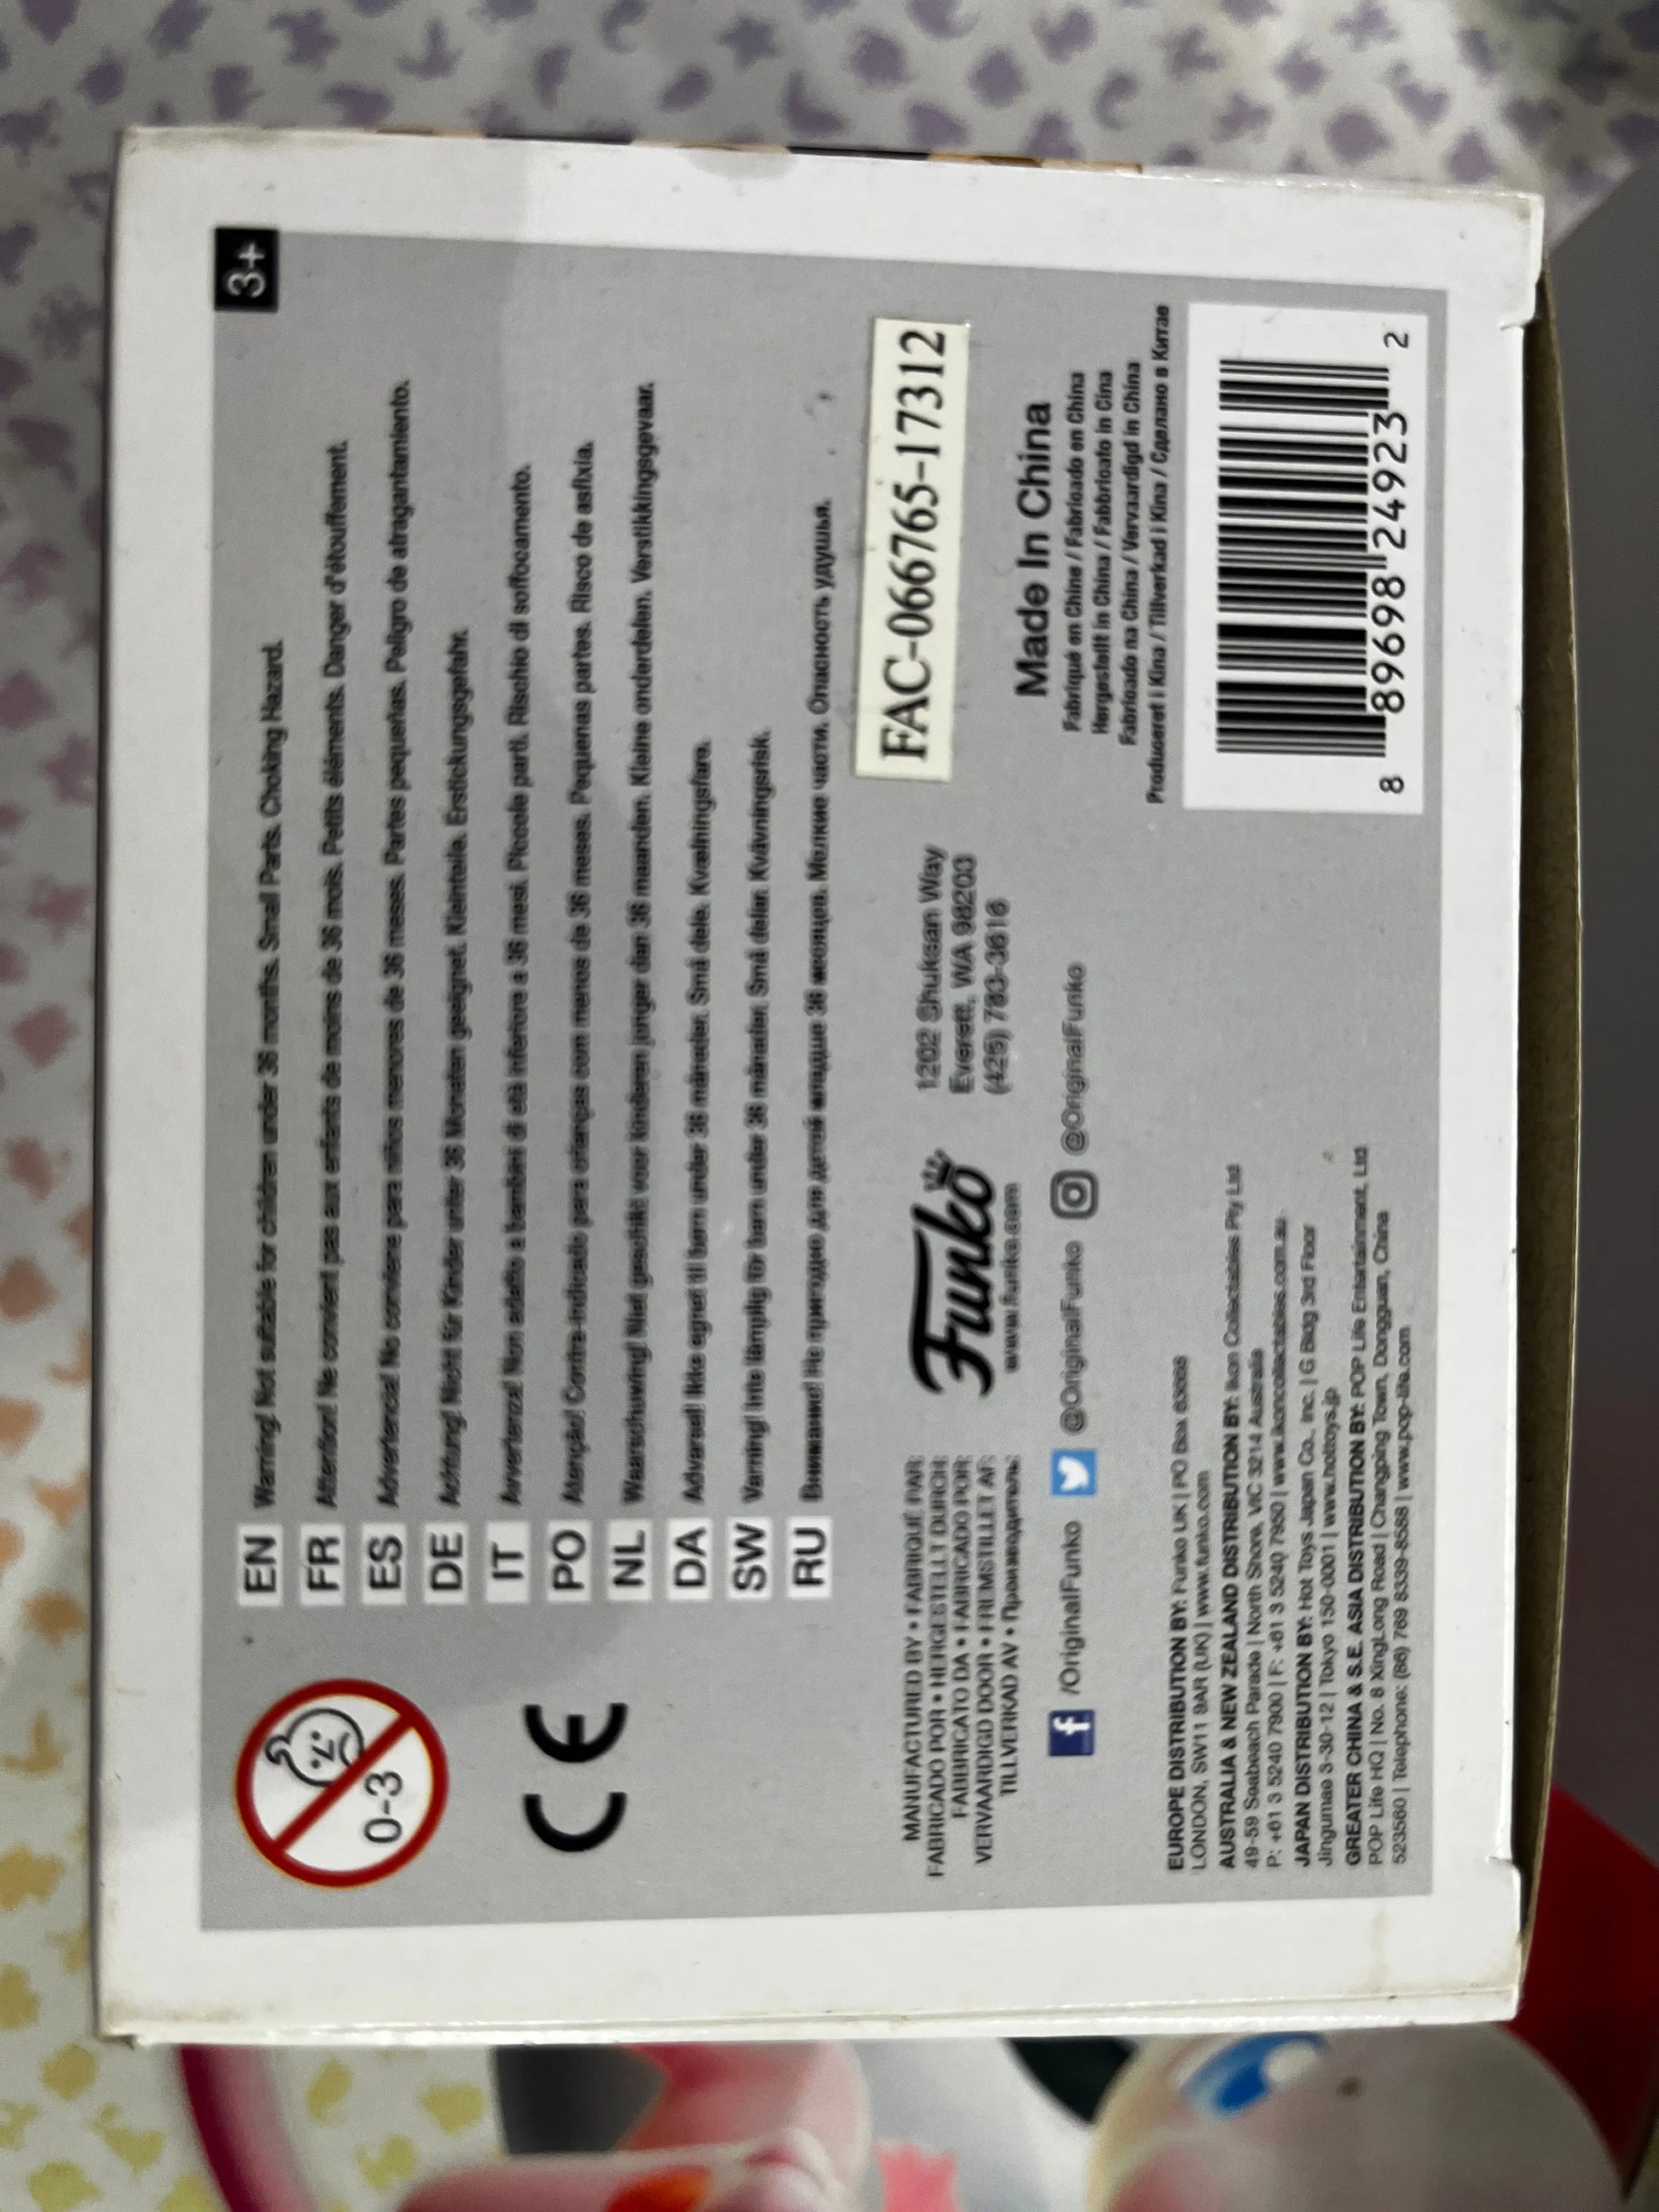 3+
0-3
EN Warning! Not suitable for children under 36 months. Small Parts. Choking Hazard.
FR Attention! Ne convient pas aux enfants de moins de 36 mois. Petits éléments. Danger d'étouffement.
ES Advertencia! No conviene para niños menores de 36 meses. Partes pequeñas. Peligro de atragantamiento.
DE Achtung! Nicht für Kinder unter 36 Monaten geeignet. Kleinteile. Erstickungsgefahr.
IT Avvertenza! Non adatto a bambini di età inferiore a 36 mesi. Piccole parti. Rischio di soffocamento.
PO Atenção! Contra-indicado para crianças com menos de 36 meses. Pequenas partes. Risco de asfixia.
NL Waarschuwing! Niet geschikt voor kinderen jonger dan 36 maanden. Kleine onderdelen. Verstikkingsgevaar.
DA Advarsel! Ikke egnet til børn under 36 måneder. Små dele. Kvælningsfare.
SW Varning! Inte lämplig för barn under 36 månader. Små delar. Kvävningsrisk.
RU Внимание! Не пригодно для детей младше 36 месяцев. Мелкие части. Опасность удушья.
CE
MANUFACTURED BY • FABRIQUÉ PAR:
FABRICADO POR • HERGESTELLT DURCH:
FABBRICATO DA • FABRICADO POR:
VERVAARDIGD DOOR • FREMSTILLET AF:
TILLVERKAD AV • Производитель:
Funko
www.funko.com
1202 Shuksan Way
Everett, WA 98203
(425) 783-3616
/OriginalFunko @OriginalFunko @OriginalFunko
FAC-066765-17312
Made In China
Fabriqué en Chine / Fabricado en China
Hergestellt in China / Fabbricato in Cina
Fabricado na China / Vervaardigd in China
Produceret i Kina / Tillverkad i Kina / Сделано в Китае
EUROPE DISTRIBUTION BY: Funko UK | PO Box
LONDON, SW11 9AR (UK) | www.funko.com
AUSTRALIA & NEW ZEALAND DISTRIBUTION BY: Ikon Collectables Pty Ltd
49-59 Seabeach Parade | North Shore, VIC 3214 Australia
P: +61 3 5240 7900 | F: +61 3 5240 7950 | www.ikoncollectables.com.au
JAPAN DISTRIBUTION BY: Hot Toys Japan Co., Inc. | G Bldg 3rd Floor
Jingumae 3-30-12 | Tokyo 150-0001 | www.hottoys.jp
GREATER CHINA & S.E. ASIA DISTRIBUTION BY: POP Life Entertainment, Ltd
POP Life HQ | No. 8 XingLong Road | Changping Town, Dongguan, China
523560 | Telephone: (86) 769 8339-8588 | www.pop-life.com
8 89698 24923 2